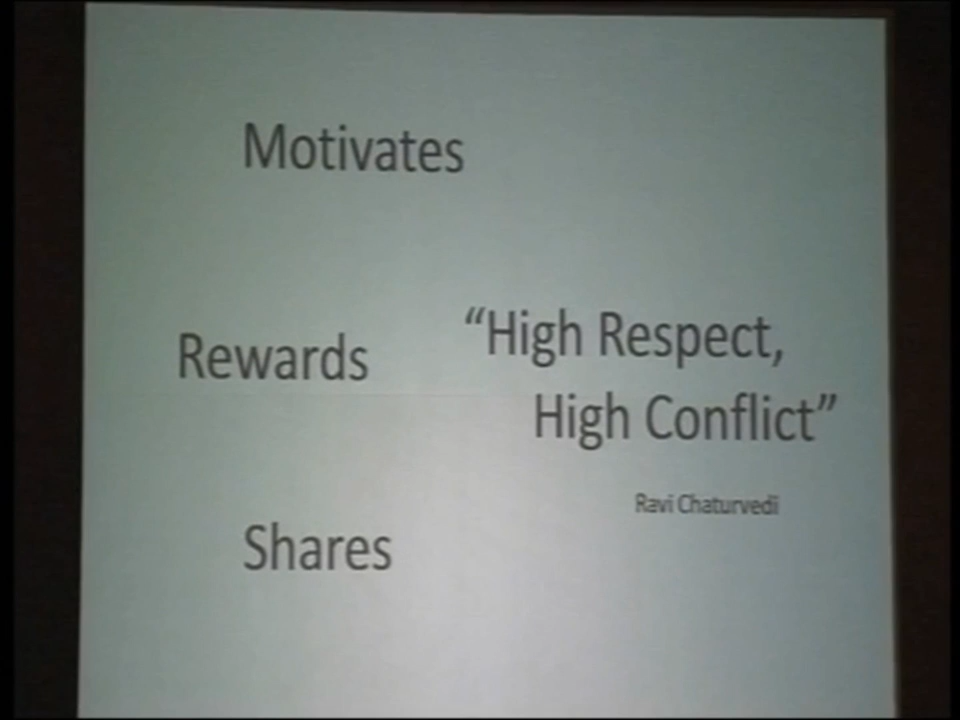 Motivates
Rewards
“High Respect,
High Conflict”
Ravi Chaturvedi
Shares